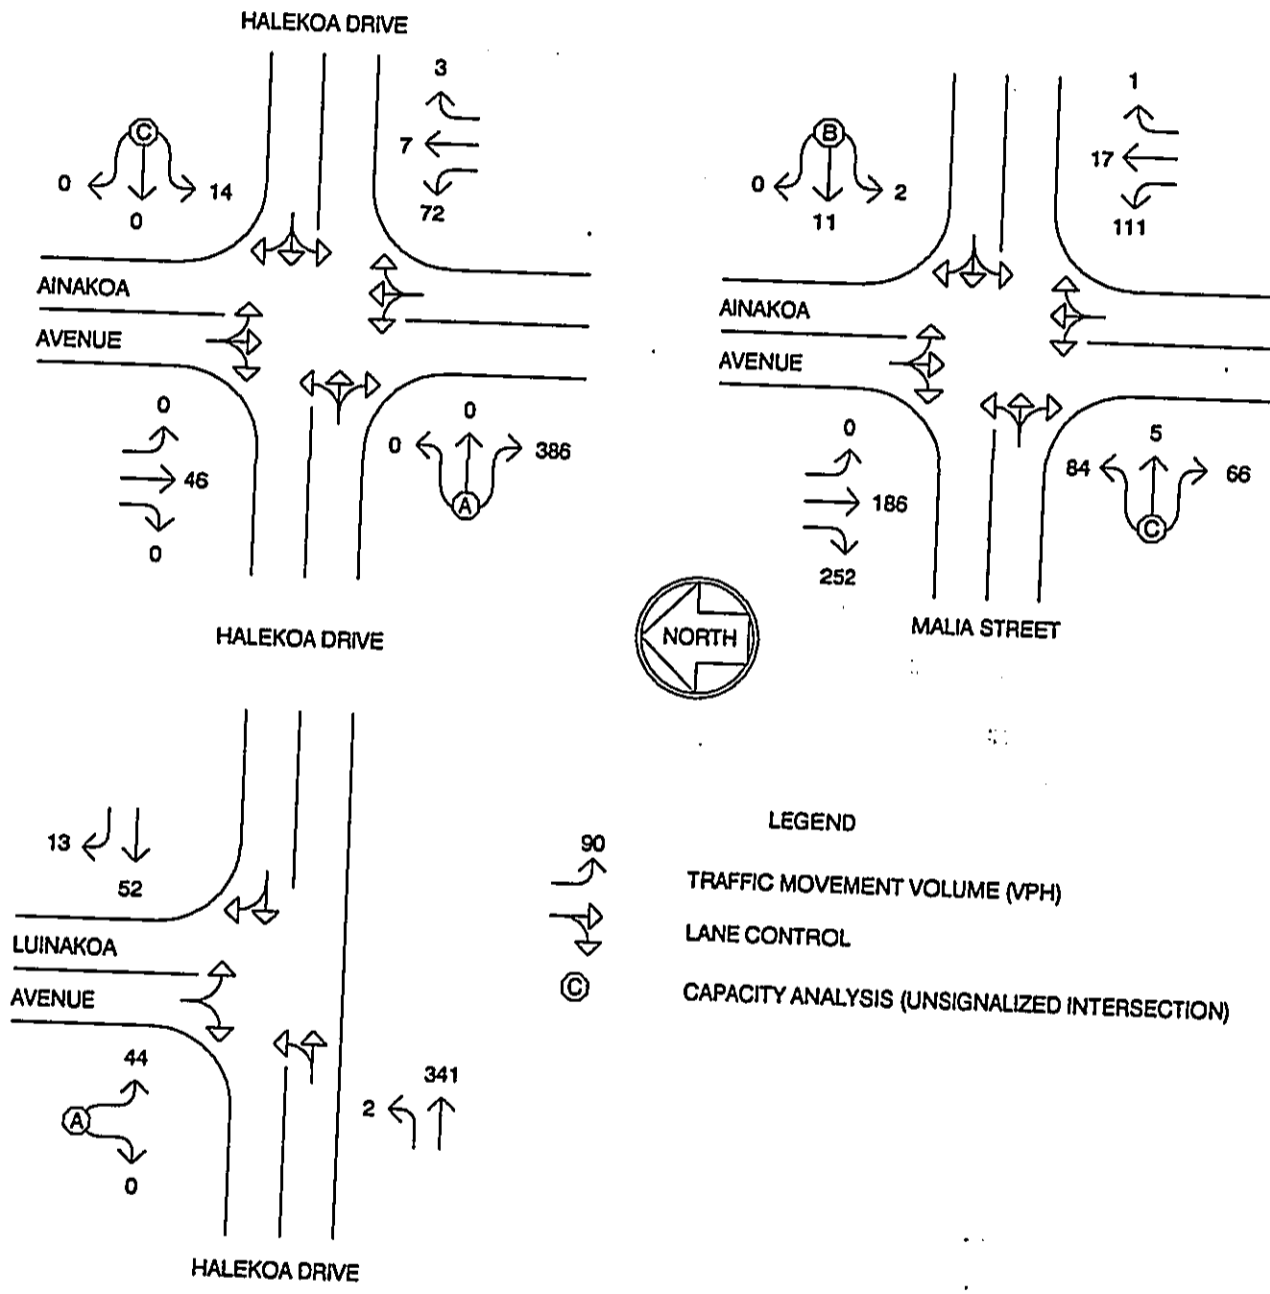 HALEKOA DRIVE
3
C
7
0
14
0
72
AINAKOA
AVENUE
0
46
0
0
0
386
A
HALEKOA DRIVE
1
B
17
0
2
11
111
AINAKOA
AVENUE
0
186
252
5
84
66
C
MALIA STREET
NORTH
13
52
LUINAKOA
AVENUE
44
A
0
341
2
HALEKOA DRIVE
LEGEND
90
TRAFFIC MOVEMENT VOLUME (VPH)
LANE CONTROL
C
CAPACITY ANALYSIS (UNSIGNALIZED INTERSECTION)